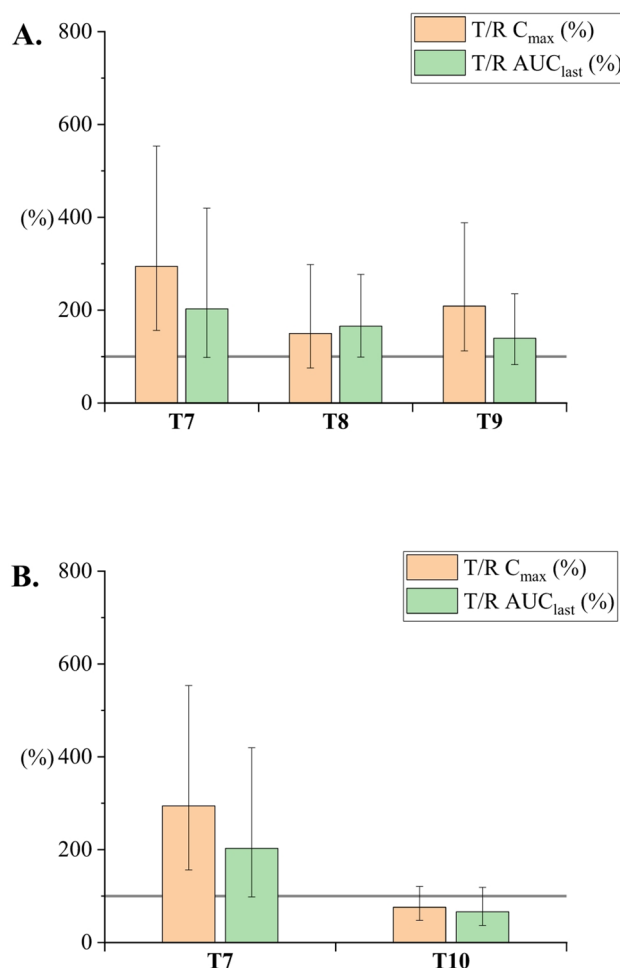 A.
800
T/R Cmax (%)
T/R AUClast (%)
600
(%) 400
200
0
T7 T8 T9
B.
800
T/R Cmax (%)
T/R AUClast (%)
600
(%) 400
200
0
T7 T10